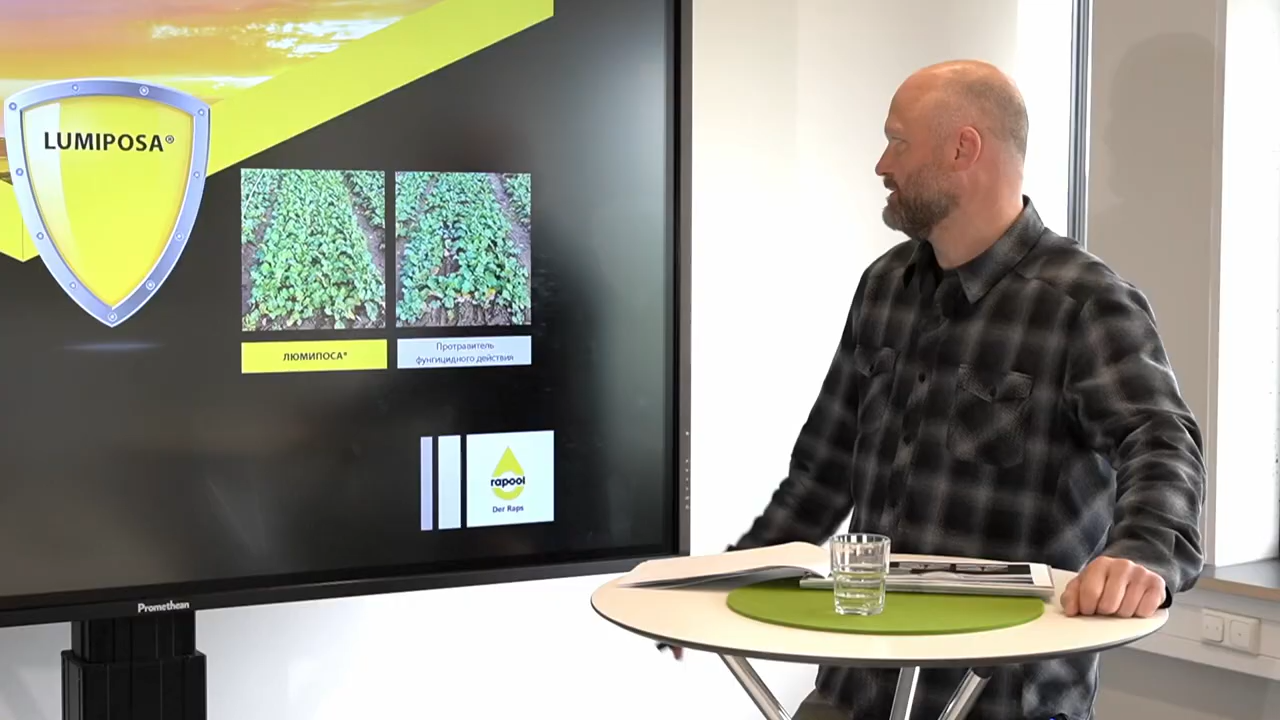 LUMIPOSA®
ЛЮМИПОСА®
Протравитель
фунгицидного действия
rapool
Der Raps
Promethean